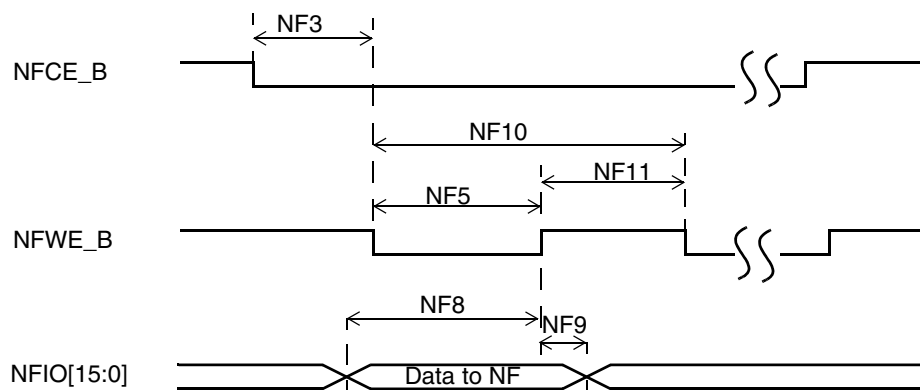 NF3
NFCE_B
NF10
NF11
NF5
NFWE_B
NF8
NF9
NFIO[15:0]
Data to NF